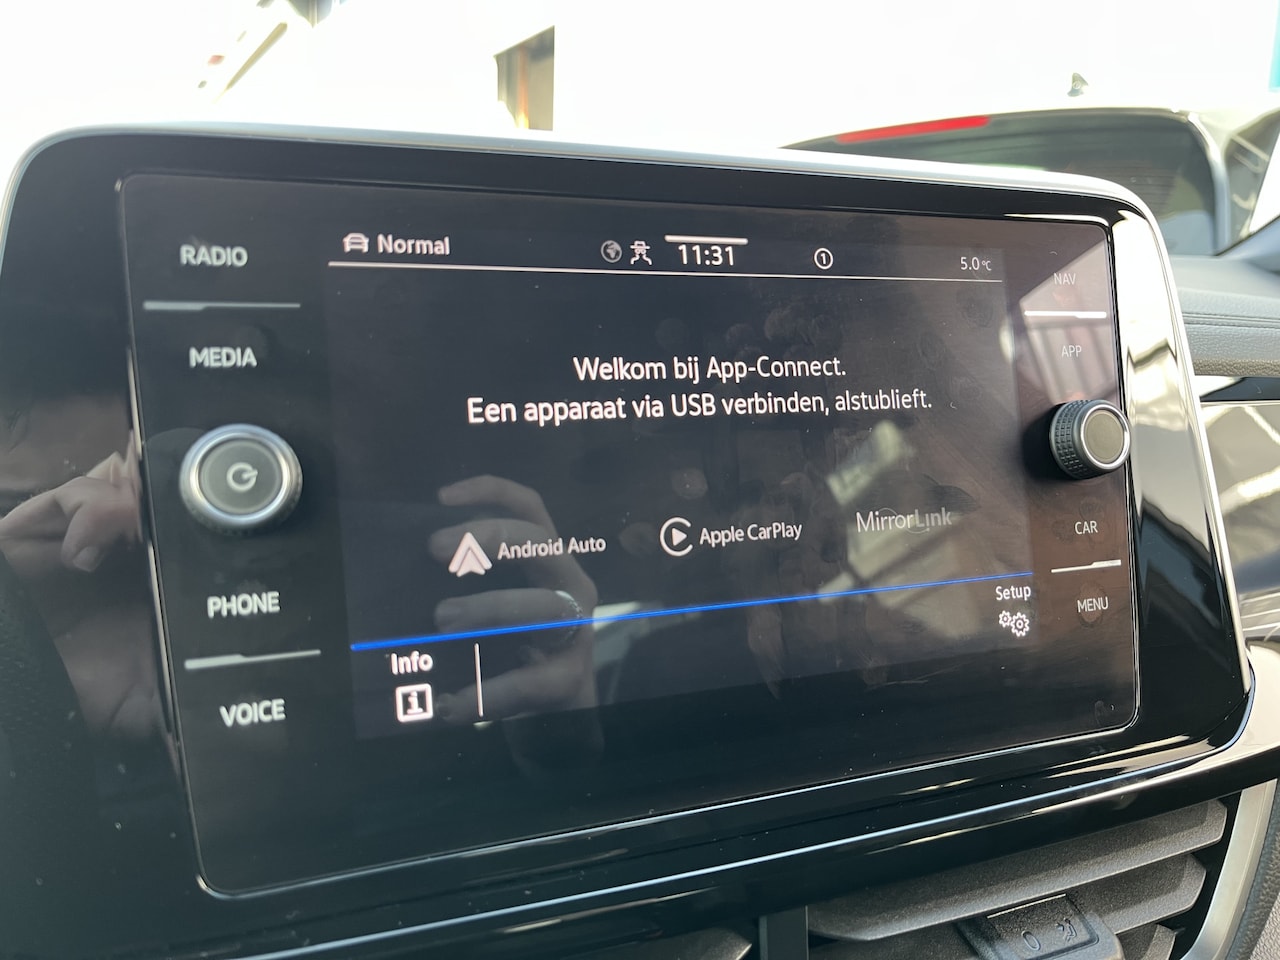 RADIO
MEDIA
PHONE
VOICE
Normal
11:31
1
5.0 °C
Welkom bij App-Connect.
Een apparaat via USB verbinden, alstublieft.
Android Auto
Apple CarPlay
MirrorLink
Setup
Info
NAV
APP
CAR
MENU